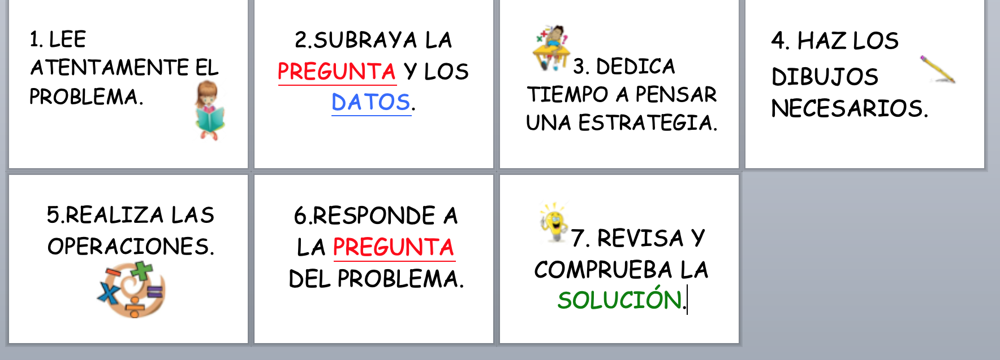 1. LEE
ATENTAMENTE EL
PROBLEMA.
2.SUBRAYA LA
PREGUNTA Y LOS
DATOS.
3. DEDICA
TIEMPO A PENSAR
UNA ESTRATEGIA.
4. HAZ LOS
DIBUJOS
NECESARIOS.
5.REALIZA LAS
OPERACIONES.
6.RESPONDE A
LA PREGUNTA
DEL PROBLEMA.
7. REVISA Y
COMPRUEBA LA
SOLUCIÓN.